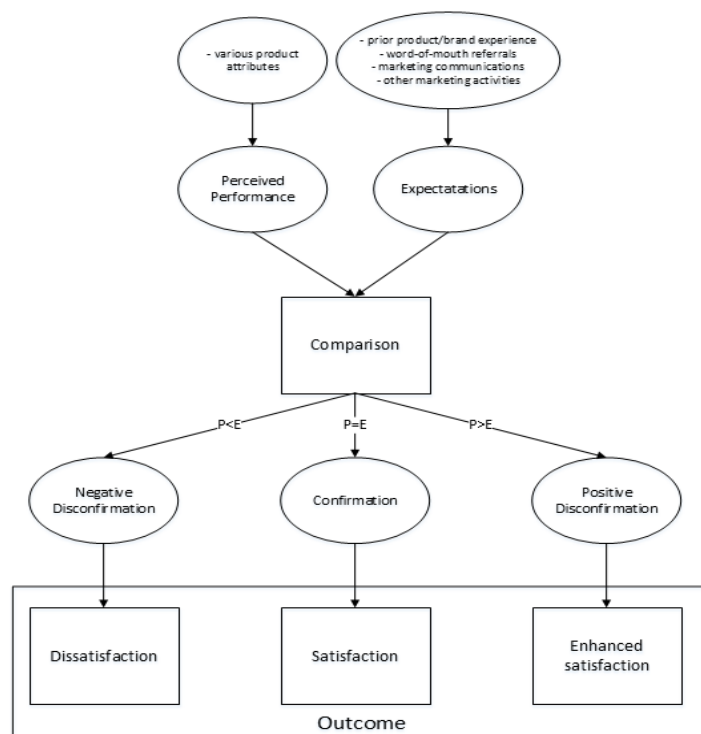 - various product
attributes
- prior product/brand experience
- word-of-mouth referrals
- marketing communications
- other marketing activities
Perceived
Performance
Expectatations
Comparison
P<E
P=E
P>E
Negative
Disconfirmation
Confirmation
Positive
Disconfirmation
Dissatisfaction
Satisfaction
Enhanced
satisfaction
Outcome